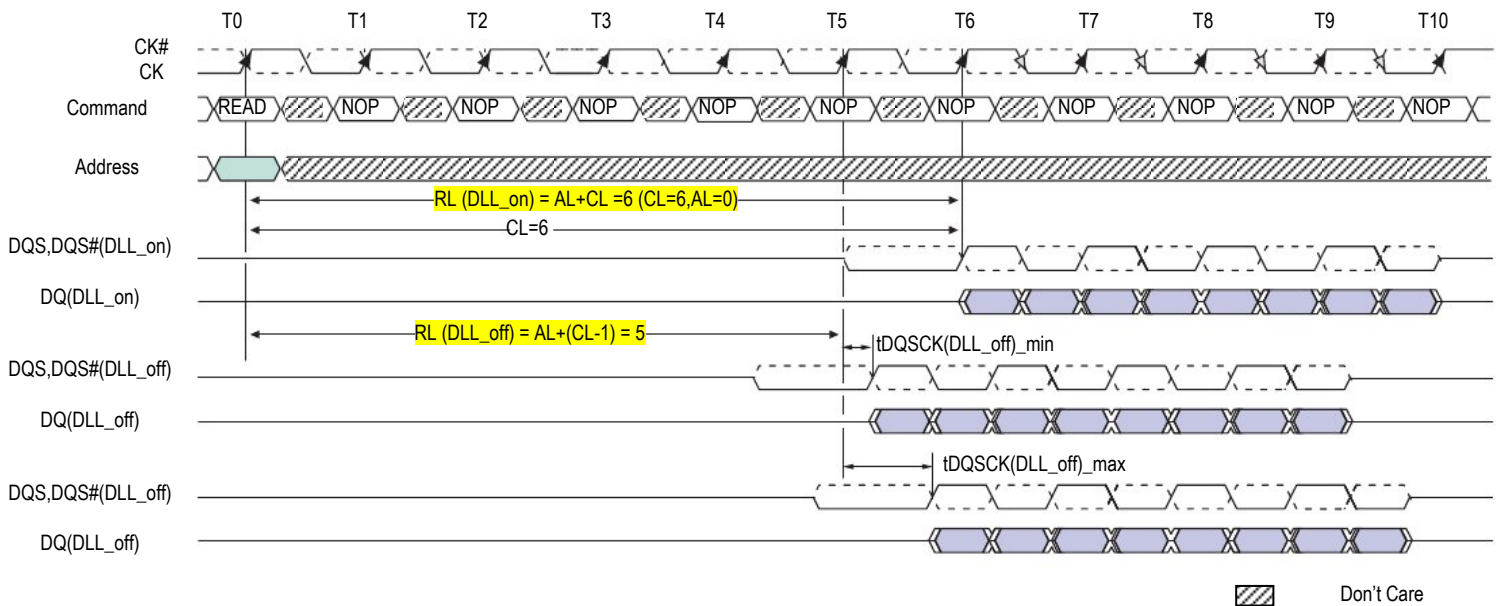 T0 T1 T2 T3 T4 T5 T6 T7 T8 T9 T10
CK#
CK
Command READ NOP NOP NOP NOP NOP NOP NOP NOP NOP NOP
Address
RL (DLL_on) = AL+CL =6 (CL=6,AL=0)
CL=6
DQS,DQS#(DLL_on)
DQ(DLL_on)
RL (DLL_off) = AL+(CL-1) = 5
tDQSCK(DLL_off)_min
DQS,DQS#(DLL_off)
DQ(DLL_off)
tDQSCK(DLL_off)_max
DQS,DQS#(DLL_off)
DQ(DLL_off)
Don't Care